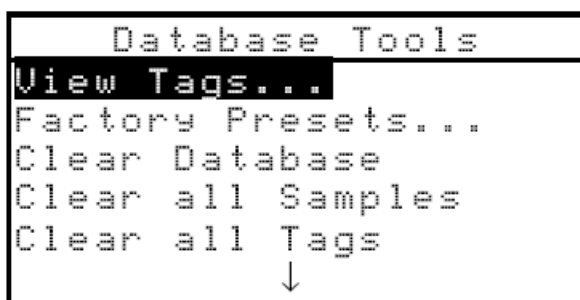 Database Tools
View Tags...
Factory Presets...
Clear Database
Clear all Samples
Clear all Tags
↓